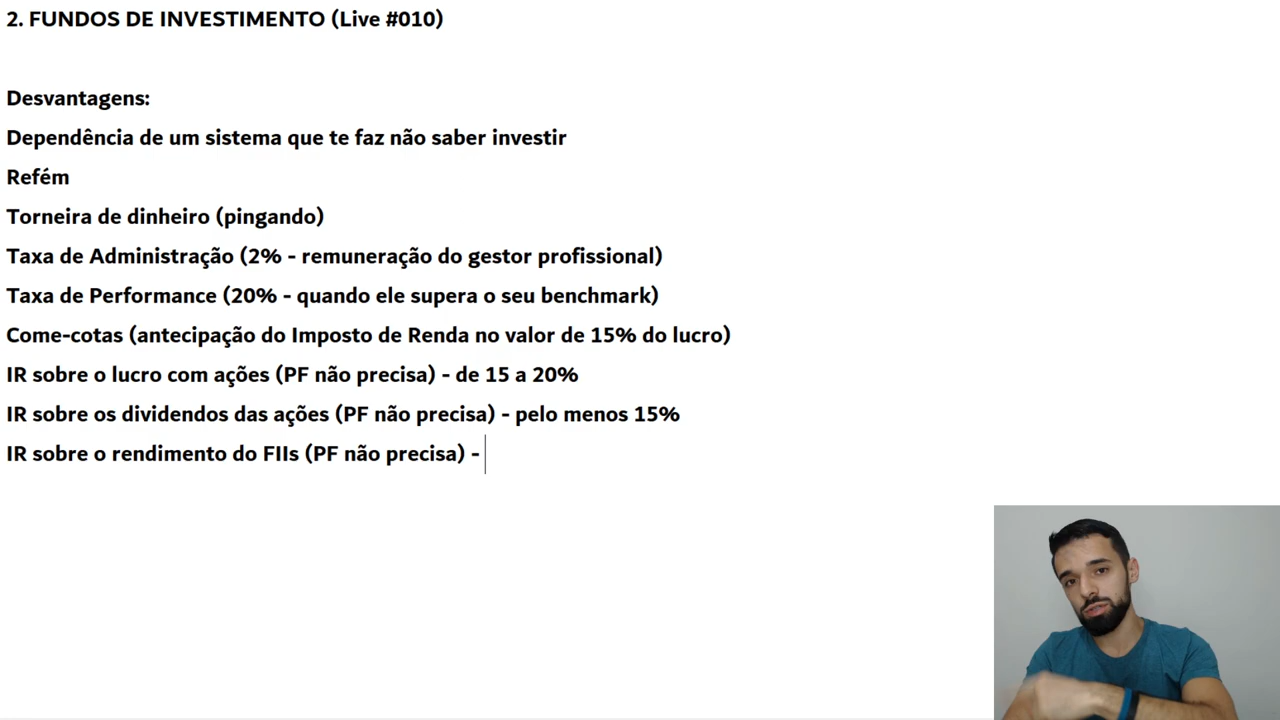 2. FUNDOS DE INVESTIMENTO (Live #010)
Desvantagens:
Dependência de um sistema que te faz não saber investir
Refém
Torneira de dinheiro (pingando)
Taxa de Administração (2% - remuneração do gestor profissional)
Taxa de Performance (20% - quando ele supera o seu benchmark)
Come-cotas (antecipação do Imposto de Renda no valor de 15% do lucro)
IR sobre o lucro com ações (PF não precisa) - de 15 a 20%
IR sobre os dividendos das ações (PF não precisa) - pelo menos 15%
IR sobre o rendimento do FIIs (PF não precisa) -